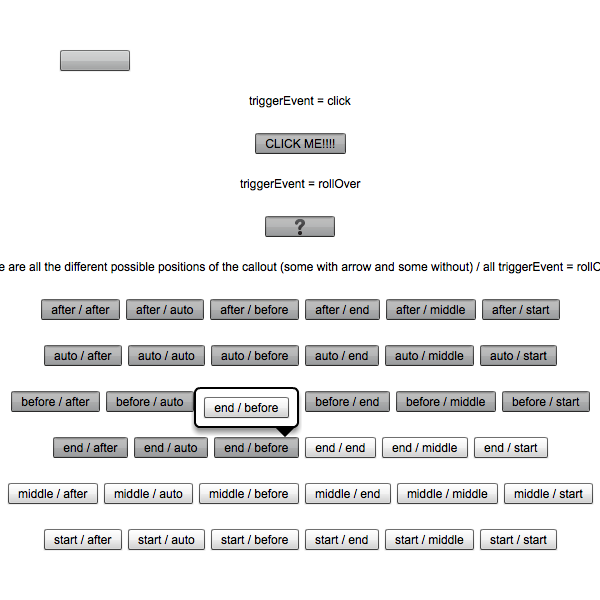 triggerEvent = click
CLICK ME!!!!
triggerEvent = rollOver
?
are all the different possible positions of the callout (some with arrow and some without) / all triggerEvent =
after / after after / auto after / before after / end after / middle after / start
auto / after auto / auto auto / before auto / end auto / middle auto / start
before / after before / auto end / before before / end before / middle before / start
end / after end / auto end / before end / end end / middle end / start
middle / after middle / auto middle / before middle / end middle / middle middle / start
start / after start / auto start / before start / end start / middle start / start